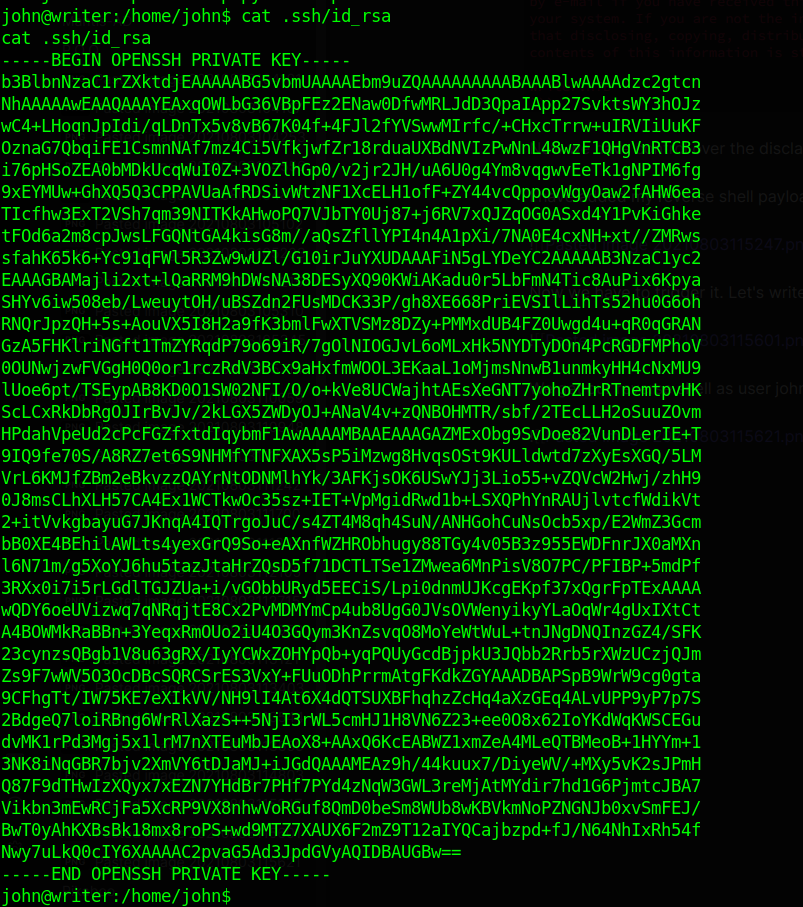 john@writer:/home/john$ cat .ssh/id_rsa
cat .ssh/id_rsa
-----BEGIN OPENSSH PRIVATE KEY-----
b3BlbnNzaC1rZXktdjEAAAAABG5vbmUAAAAEbm9uZQAAAAAAAAABAAABlwAAAAdzc2gtcn
NhAAAAAwEAAQAAAYEAxqOWLbG36VBpFEz2ENaw0DfwMRLJdD3QpaIApp27SvktsWY3hOJz
wC4+LHoqnJpIdi/qLDnTx5v8vB67K04f+4FJl2fYVSwwMIrfc/+CHxcTrrw+uIRVIiUuKF
OznaG7QbqiFE1CsmnNAf7mz4Ci5VfkjwfZr18rduaUXBdNVIzPwNnL48wzF1QHgVnRTCB3
i76pHSoZEA0bMDkUcqWuI0Z+3VOZlhGp0/v2jr2JH/uA6U0g4Ym8vqgwvEeTk1gNPIM6fg
9xEYMUw+GhXQ5Q3CPPAVUaAfRDSivWtzNF1XcELH1ofF+ZY44vcQppovWgyOaw2fAHW6ea
TIcfhw3ExT2VSh7qm39NITKkAHwoPQ7VJbTY0Uj87+j6RV7xQJZqOG0ASxd4Y1PvKiGhke
tFOd6a2m8cpJwsLFGQNtGA4kisG8m//aQsZfllYPI4n4A1pXi/7NA0E4cxNH+xt//ZMRws
sfahK65k6+Yc91qFWl5R3Zw9wUZl/G10irJuYXUDAAAFiN5gLYDeYC2AAAAAB3NzaC1yc2
EAAAGBAMajli2xt+lQaRRM9hDWsNA38DESyXQ90KWiAKadu0r5LbFmN4Tic8AuPix6Kpya
SHYv6iw508eb/LweuytOH/uBSZdn2FUsMDCK33P/gh8XE668PriEVSIlLihTs52hu0G6oh
RNQrJpzQH+5s+AouVX5I8H2a9fK3bmlFwXTVSMz8DZy+PMMxdUB4FZ0Uwgd4u+qR0qGRAN
GzA5FHKlriNGft1TmZYRqdP79o69iR/7gOlNIOGJvL6oMLxHk5NYDTyDOn4PcRGDFMPhoV
0OUNwjzwFVGgH0Q0or1rczRdV3BCx9aHxfmWOOL3EKaaL1oMjmsNnwB1unmkyHH4cNxMU9
lUoe6pt/TSEypAB8KD0O1SW02NFI/O/o+kVe8UCWajhtAEsXeGNT7yohoZHrRTnemtpvHK
ScLCxRkDbRgOJIrBvJv/2kLGX5ZWDyOJ+ANaV4v+zQNBOHMTR/sbf/2TEcLLH2oSuuZOvm
HPdahVpeUd2cPcFGZfxtdIqybmF1AwAAAAMBAAEAAAGAZMExObg9SvDoe82VunDLerIE+T
9IQ9fe70S/A8RZ7et6S9NHMfYTNFXAX5sP5iMzwg8HvqsOSt9KULldwtd7zXyEsXGQ/5LM
VrL6KMJfZBm2eBkvzzQAYrNtODNMlhYk/3AFKjsOK6USwYJj3Lio55+vZQVcW2Hwj/zhH9
0J8msCLhXLH57CA4Ex1WCTkwOc35sz+IET+VpMgidRwd1b+LSXQPhYnRAUjlvtcfWdikVt
2+itVvkgbayuG7JKnqA4IQTrgoJuC/s4ZT4M8qh4SuN/ANHGohCuNsOcb5xp/E2WmZ3Gcm
bB0XE4BEhilAWLts4yexGrQ9So+eAXnfWZHRObhugy88TGy4v05B3z955EWDFnrJX0aMXn
l6N71m/g5XoYJ6hu5tazJtaHrZQsD5f71DCTLTSe1ZMwea6MnPisV8O7PC/PFIBP+5mdPf
3RXx0i7i5rLGdlTGJZUa+i/vGObbURyd5EECiS/Lpi0dnmUJKcgEKpf37xQgrFpTExAAAA
wQDY6oeUVizwq7qNRqjtE8Cx2PvMDMYmCp4ub8UgG0JVsOVWenyikyYLaOqWr4gUxIXtCt
A4BOWMkRaBBn+3YeqxRmOUo2iU4O3GQym3KnZsvqO8MoYeWtWuL+tnJNgDNQInzGZ4/SFK
23cynzsQBgb1V8u63gRX/IyYCWxZOHYpQb+yqPQUyGcdBjpkU3JQbb2Rrb5rXWzUCzjQJm
Zs9F7wWV5O3OcDBcSQRCSrES3VxY+FUuODhPrrmAtgFKdkZGYAAADBAPSpB9WrW9cg0gta
9CFhgTt/IW75KE7eXIkVV/NH9lI4At6X4dQTSUXBFhqhzZcHq4aXzGEq4ALvUPP9yP7p7S
2BdgeQ7loiRBng6WrRlXazS++5NjI3rWL5cmHJ1H8VN6Z23+ee0O8x62IoYKdWqKWSCEGu
dvMK1rPd3Mgj5x1lrM7nXTEuMbJEAoX8+AAxQ6KcEABWZ1xmZeA4MLeQTBMeoB+1HYYm+1
3NK8iNqGBR7bjv2XmVY6tDJaMJ+iJGdQAAAMEAz9h/44kuux7/DiyeWV/+MXy5vK2sJPmH
Q87F9dTHwIzXQyx7xEZN7YHdBr7PHf7PYd4zNqW3GWL3reMjAtMYdir7hd1G6PjmtcJBA7
Vikbn3mEwRCjFa5XcRP9VX8nhwVoRGuf8QmD0beSm8WUb8wKBVkmNoPZNGNJb0xvSmFEJ/
BwT0yAhKXBsBk18mx8roPS+wd9MTZ7XAUX6F2mZ9T12aIYQCajbzpd+fJ/N64NhIxRh54f
Nwy7uLkQ0cIY6XAAAAC2pvaG5Ad3JpdGVyAQIDBAUGBw==
-----END OPENSSH PRIVATE KEY-----
john@writer:/home/john$